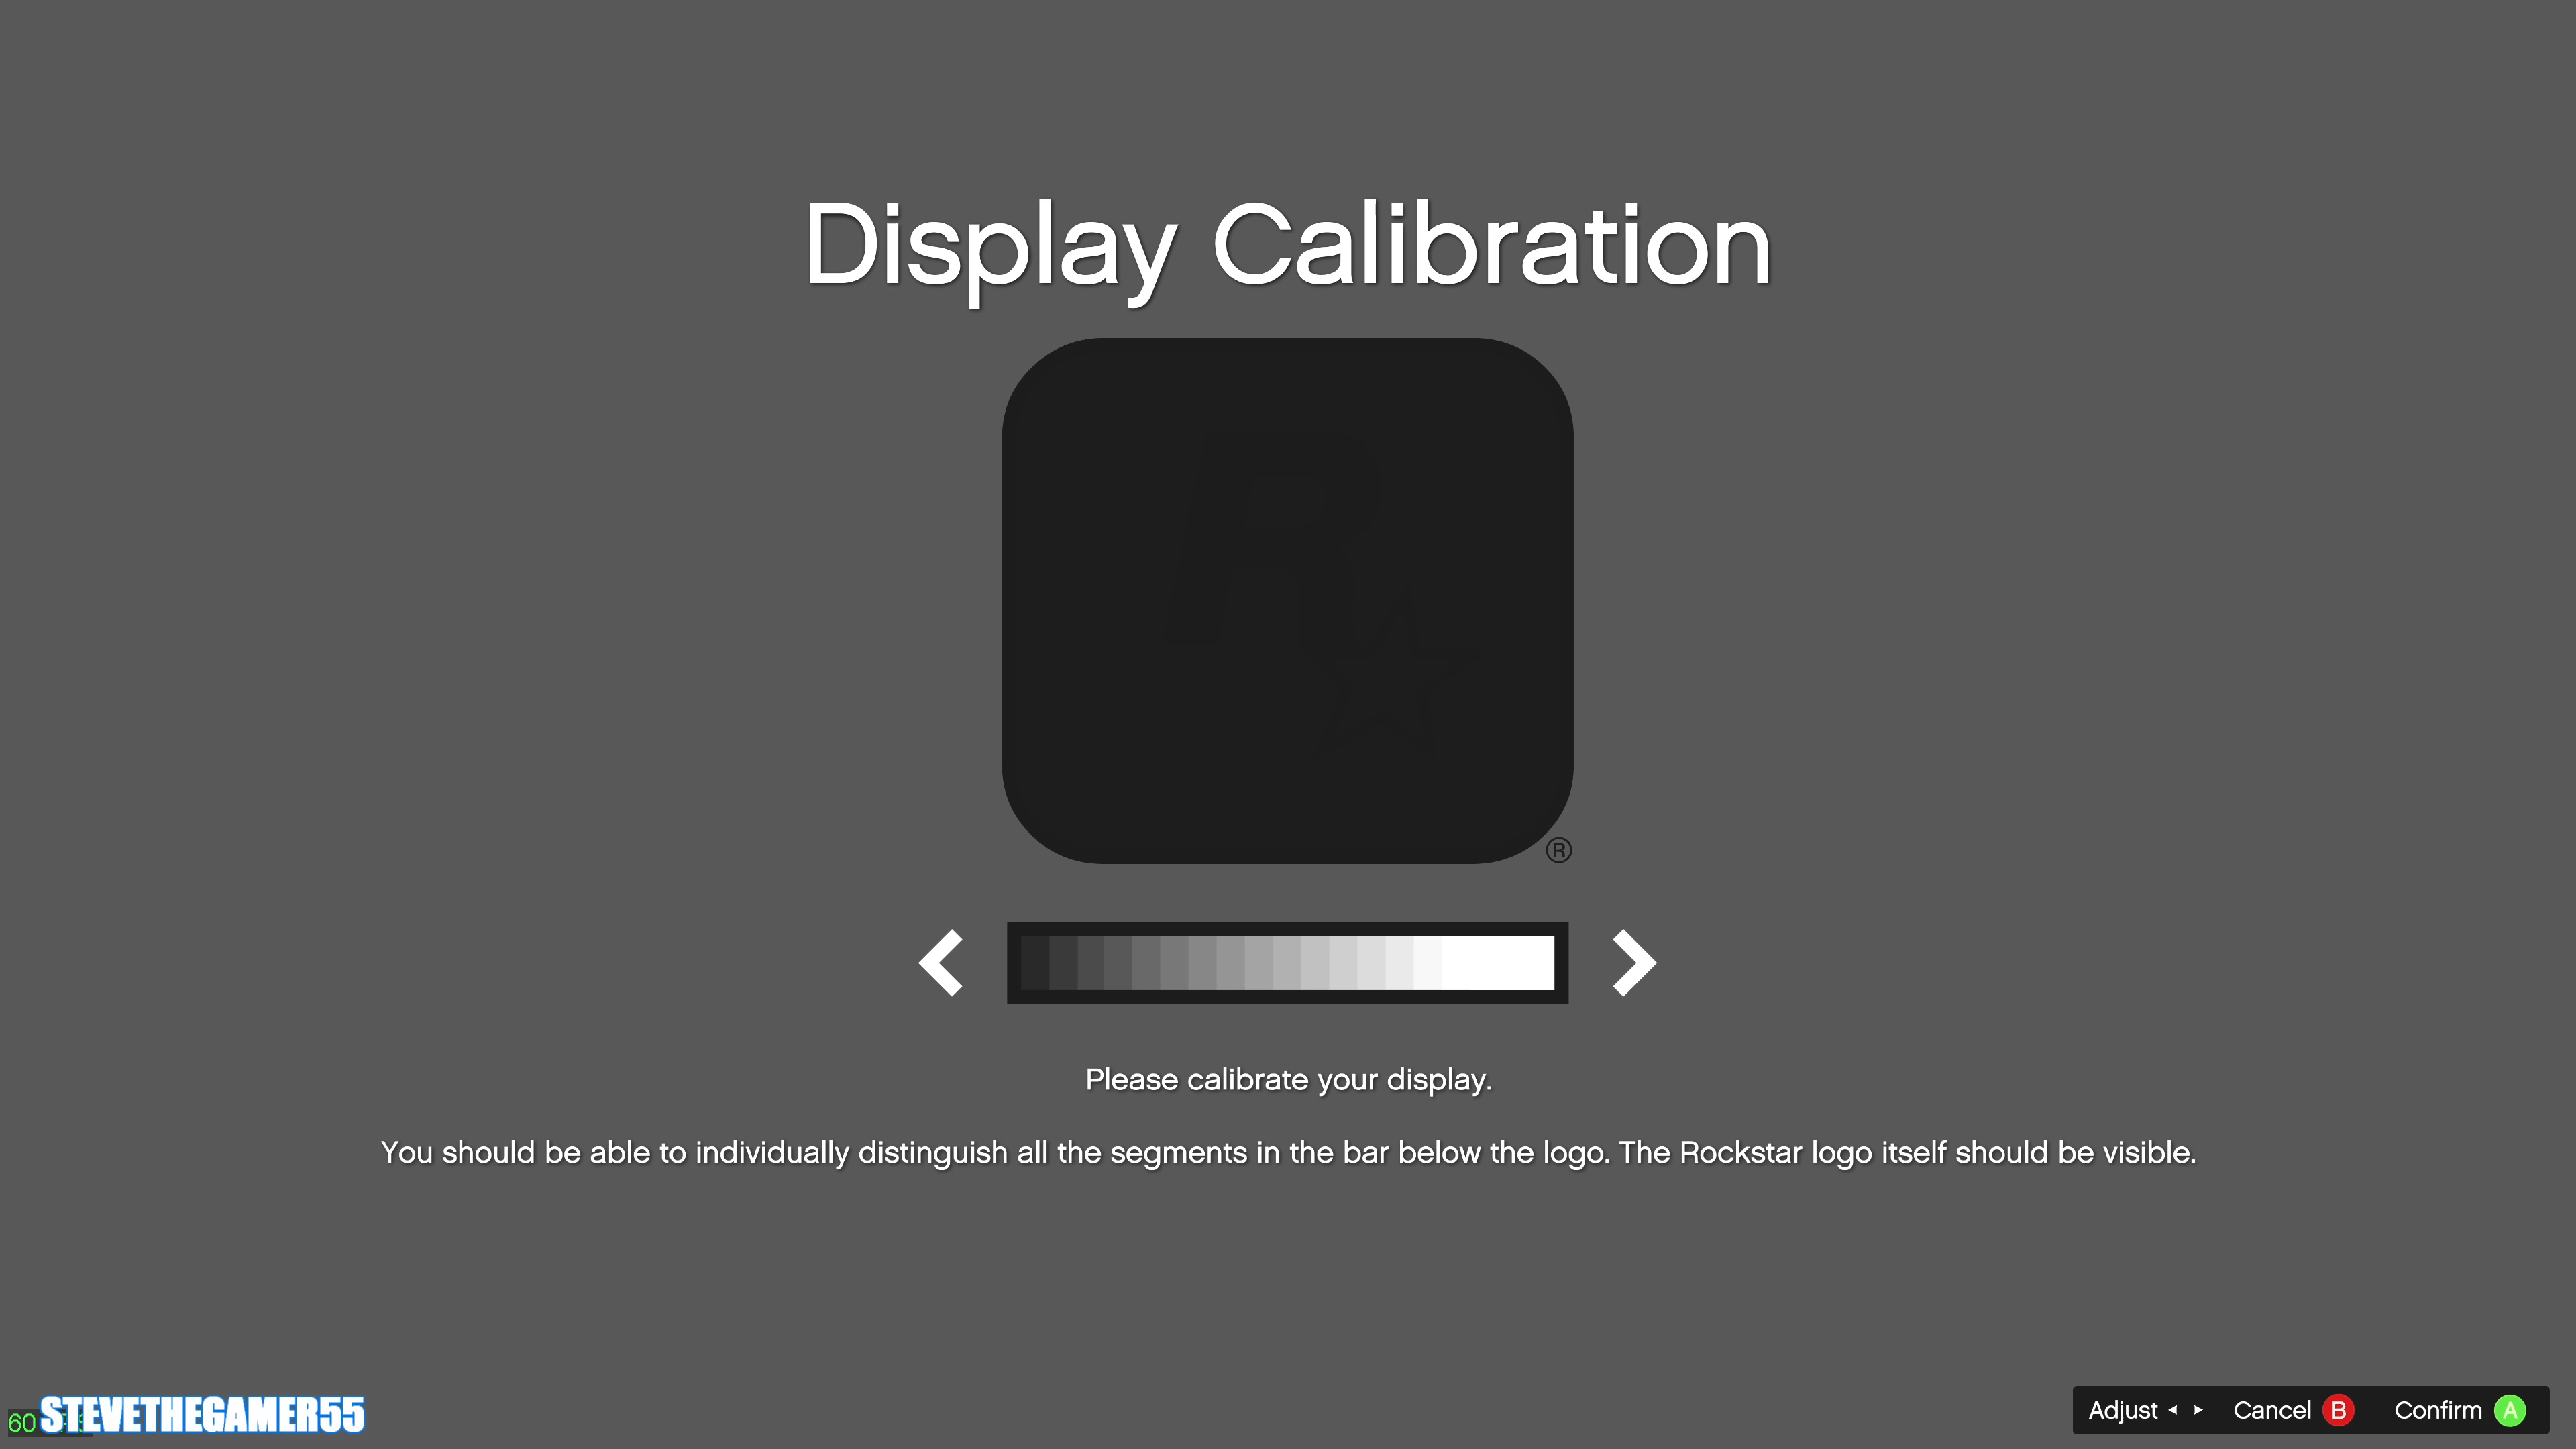 Display Calibration
R
®
Please calibrate your display.
You should be able to individually distinguish all the segments in the bar below the logo. The Rockstar logo itself should be visible.
60 STEVETHEGAMER55
Adjust Cancel B Confirm A